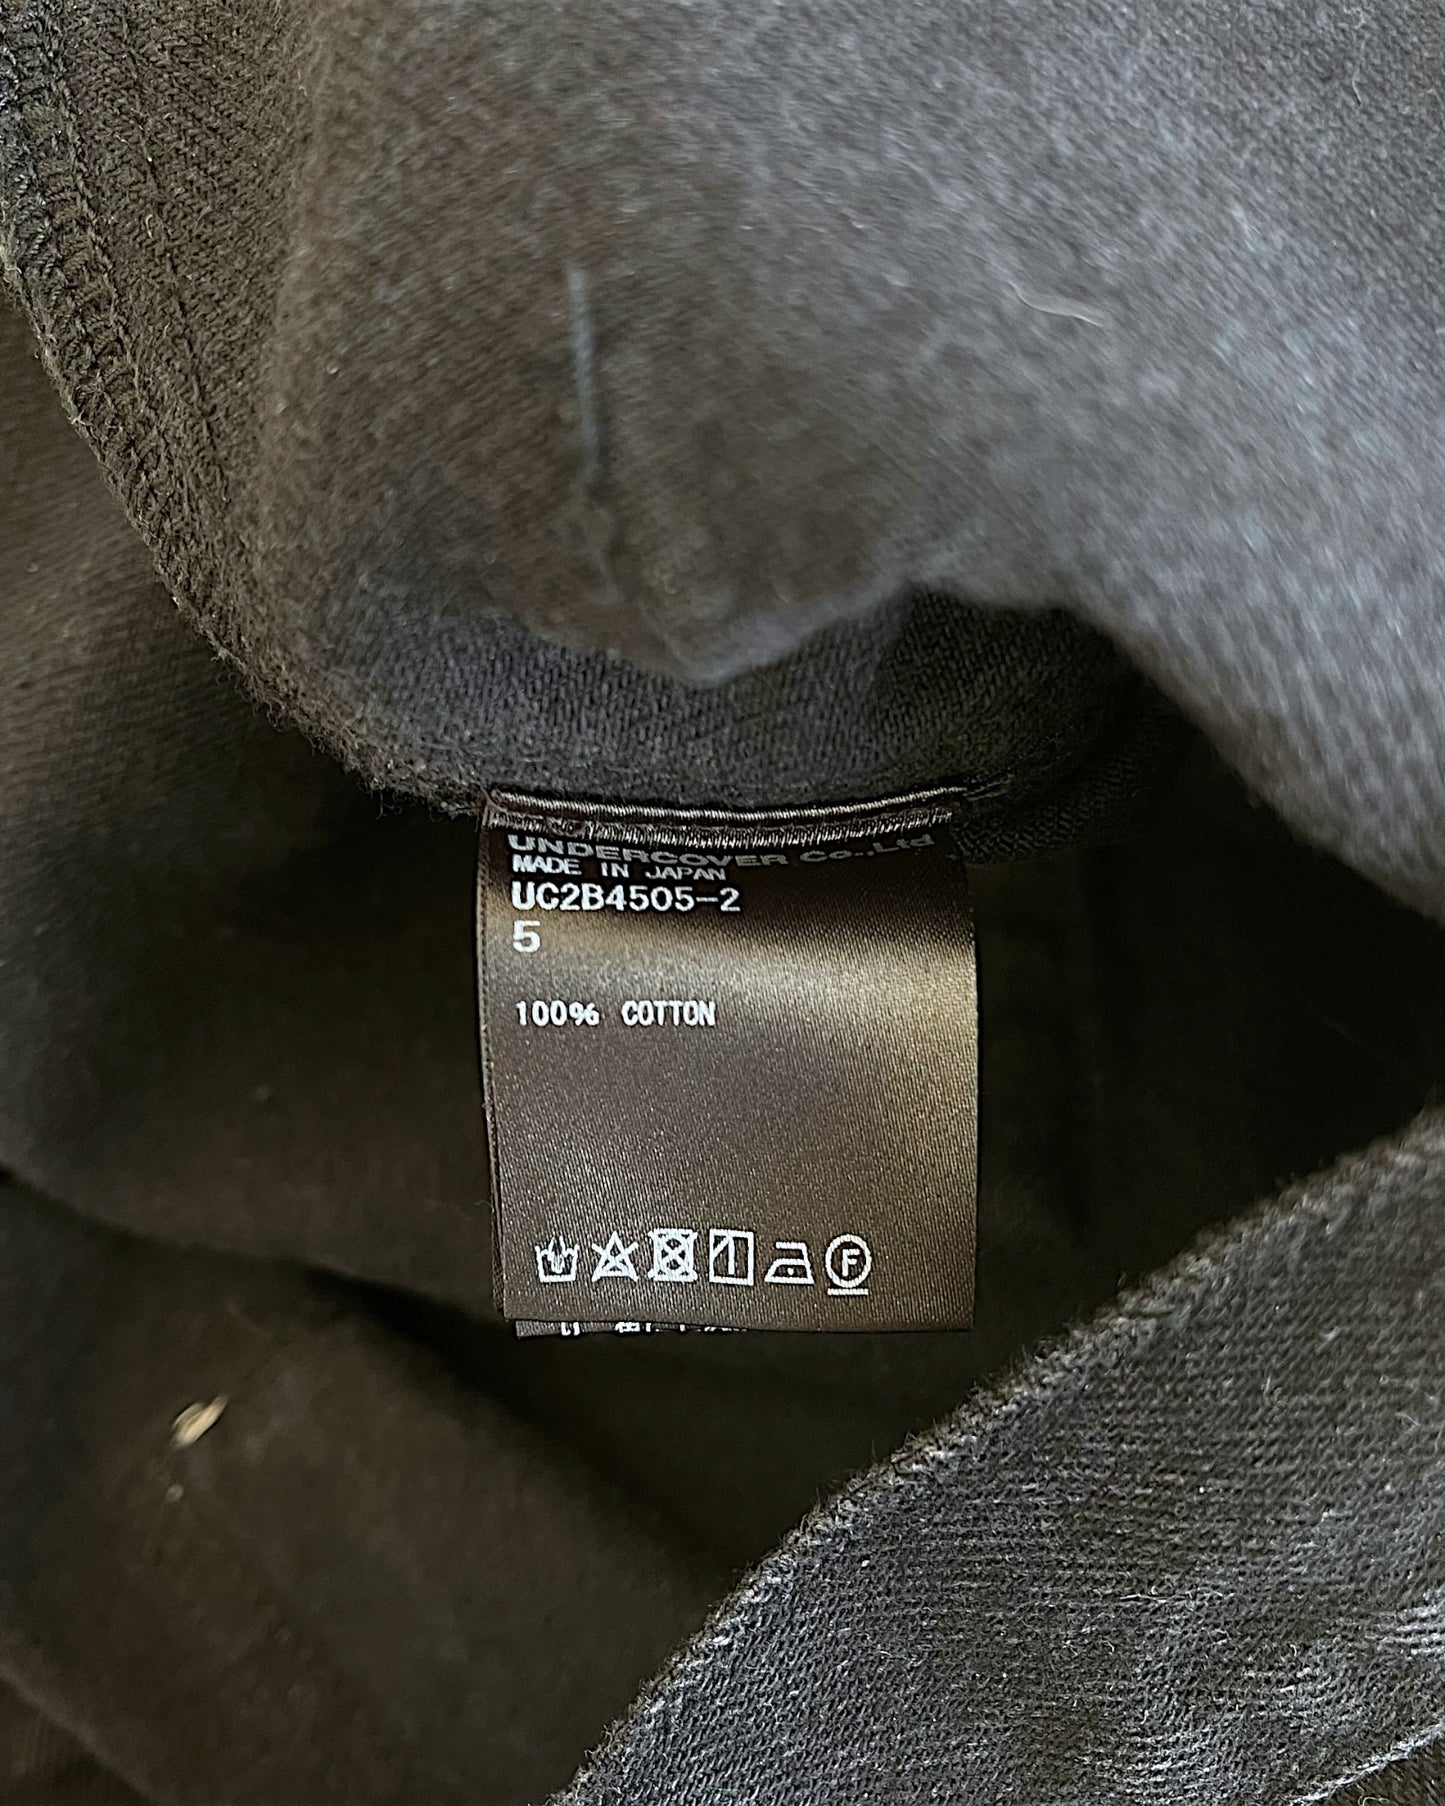 UNDERCOVER Co.,Ltd
MADE IN JAPAN
UC2B4505-2
5
100% COTTON
F